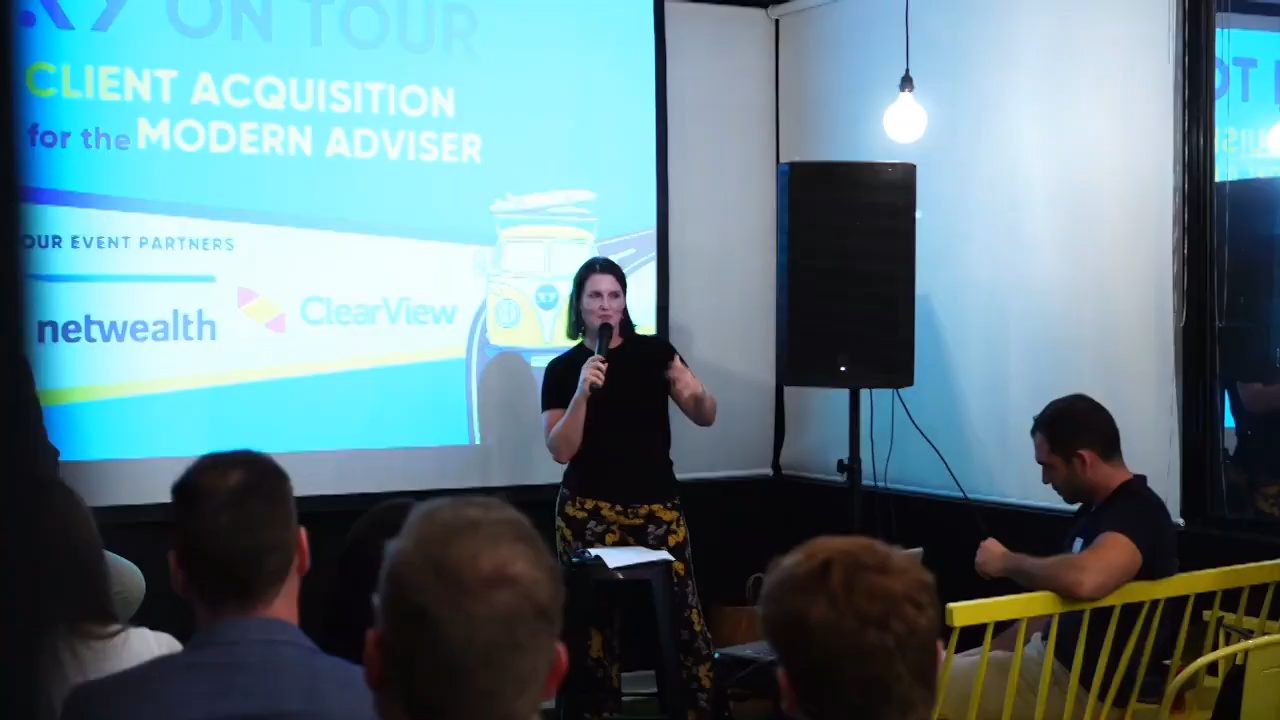 ON TOUR
CLIENT ACQUISITION
for the MODERN ADVISER
OUR EVENT PARTNERS
netwealth
ClearView